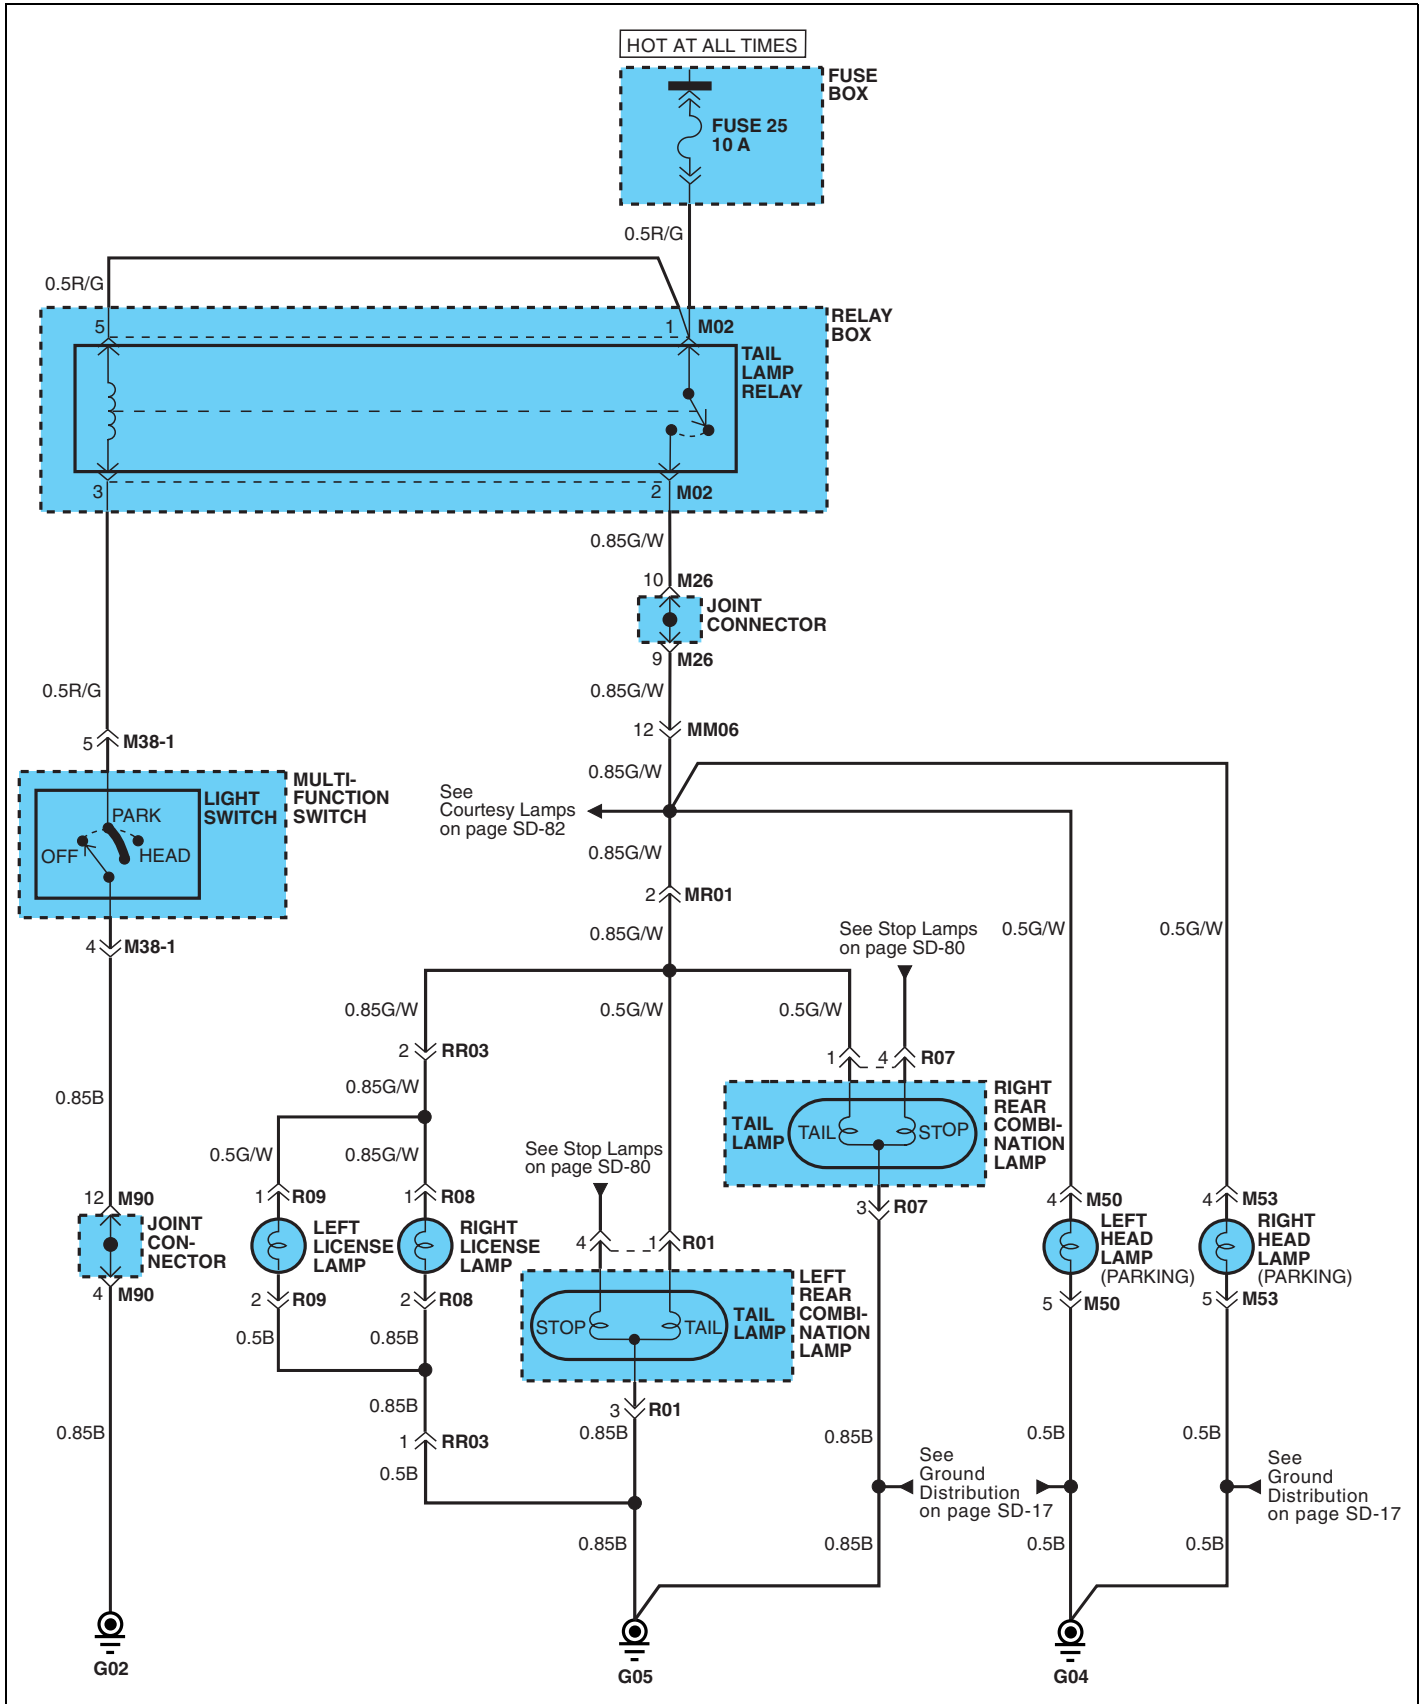 HOT AT ALL TIMES
FUSE
BOX
FUSE 25
10 A
0.5R/G
0.5R/G
RELAY
BOX
5
1
M02
TAIL
LAMP
RELAY
3
2
M02
0.85G/W
10
M26
JOINT
CONNECTOR
9
M26
0.5R/G
0.85G/W
5
M38-1
12
MM06
MULTI-
FUNCTION
SWITCH
LIGHT
SWITCH
PARK
OFF
HEAD
0.85G/W
See
Courtesy Lamps
on page SD-82
0.85G/W
2
MR01
4
M38-1
0.85G/W
See Stop Lamps
on page SD-80
0.5G/W
0.5G/W
0.85G/W
0.5G/W
0.5G/W
2
RR03
1
4
R07
0.85G/W
0.85B
RIGHT
REAR
COMBI-
NATION
LAMP
TAIL
LAMP
TAIL
STOP
See Stop Lamps
on page SD-80
0.5G/W
0.85G/W
12
M90
1
R09
1
R08
3
R07
4
M50
4
M53
JOINT
CON-
NECTOR
LEFT
LICENSE
LAMP
RIGHT
LICENSE
LAMP
4
1
R01
LEFT
HEAD
LAMP
(PARKING)
RIGHT
HEAD
LAMP
(PARKING)
4
M90
2
R09
2
R08
5
M50
5
M53
LEFT
REAR
COMBI-
NATION
LAMP
STOP
TAIL
TAIL
LAMP
0.5B
0.85B
0.85B
3
R01
0.85B
0.85B
0.85B
0.5B
0.5B
1
RR03
0.5B
See
Ground
Distribution
on page SD-17
See
Ground
Distribution
on page SD-17
0.85B
0.85B
0.5B
0.5B
G02
G05
G04